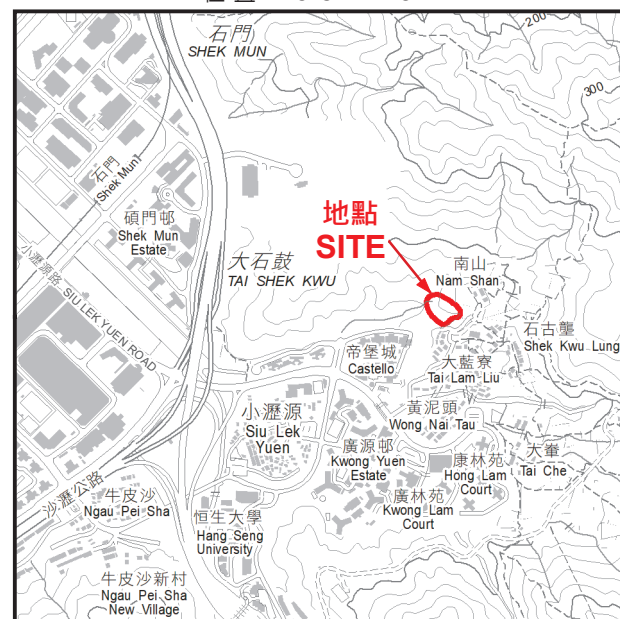 石門
SHEK MUN
200
300
石門
(Shek Mun)
碩門邨
Shek Mun
Estate
地點
SITE
大石鼓
TAI SHEK KWU
南山
Nam Shan
石古壟
Shek Kwu Lung
小瀝源路 SIU LEK YUEN ROAD
帝堡城
Castello
大藍寮
Tai Lam Liu
小瀝源
Siu Lek
Yuen
黃泥頭
Wong Nai Tau
廣源邨
Kwong Yuen
Estate
康林苑
Hong Lam
Court
大輋
Tai Che
沙瀝公路
牛皮沙
Ngau Pei Sha
恒生大學
Hang Seng
University
廣林苑
Kwong Lam
Court
牛皮沙新村
Ngau Pei Sha
New Village